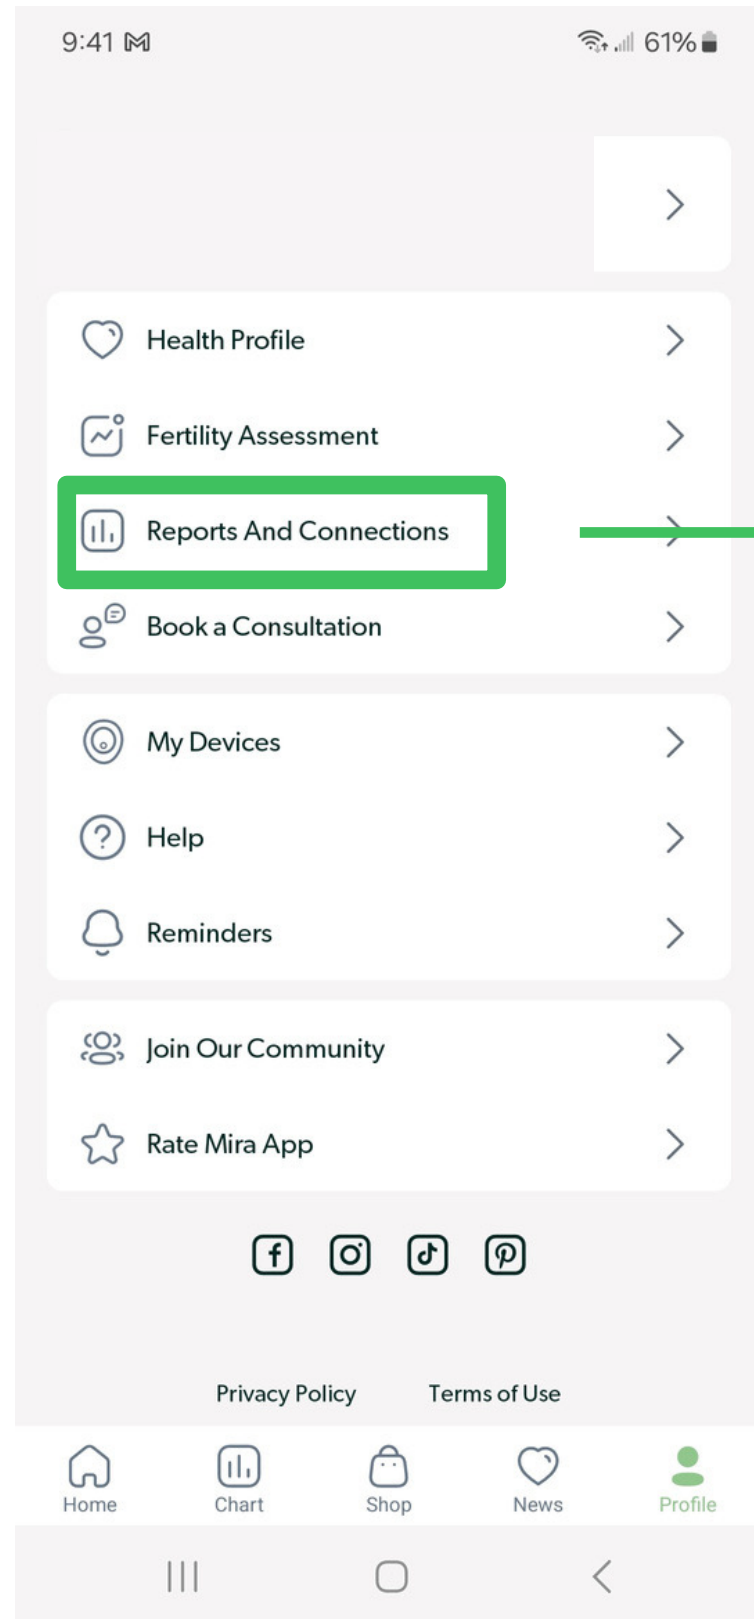 9:41
61%
Health Profile
Fertility Assessment
Reports And Connections
Book a Consultation
My Devices
Help
Reminders
Join Our Community
Rate Mira App
Privacy Policy Terms of Use
Home Chart Shop News Profile